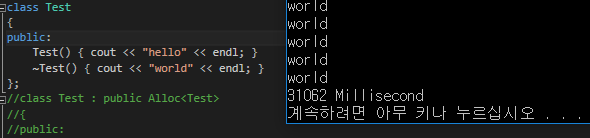 class Test
{
public:
    Test() { cout << "hello" << endl; }
    ~Test() { cout << "world" << endl; }
};
//class Test : public Alloc<Test>
//{
//public:
world
world
world
world
world
31062 Millisecond
계속하려면 아무 키나 누르십시오 . . .